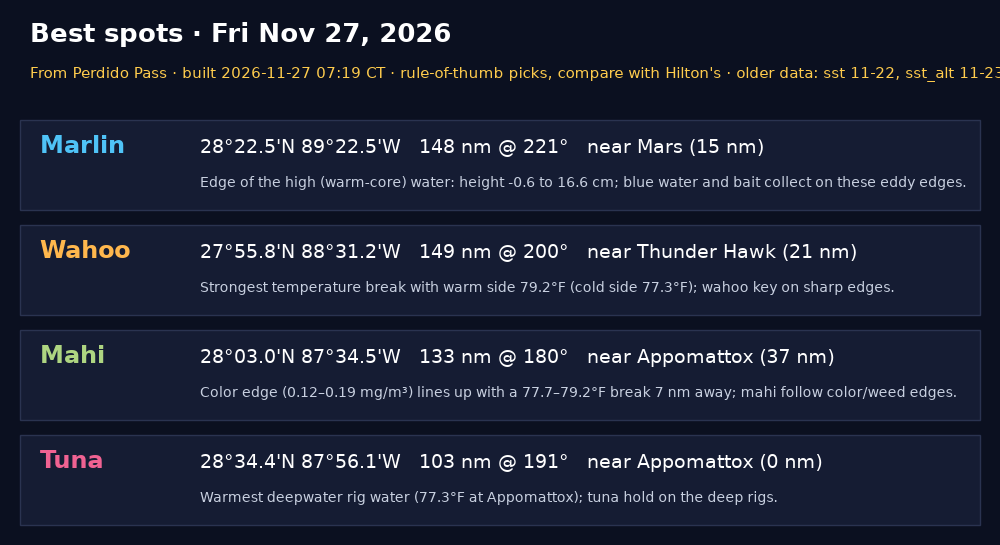 Best spots · Fri Nov 27, 2026
From Perdido Pass · built 2026-11-27 07:19 CT · rule-of-thumb picks, compare with Hilton's · older data: sst 11-22, sst_alt 11-23
Marlin
28°22.5'N 89°22.5'W 148 nm @ 221° near Mars (15 nm)
Edge of the high (warm-core) water: height -0.6 to 16.6 cm; blue water and bait collect on these eddy edges.
Wahoo
27°55.8'N 88°31.2'W 149 nm @ 200° near Thunder Hawk (21 nm)
Strongest temperature break with warm side 79.2°F (cold side 77.3°F); wahoo key on sharp edges.
Mahi
28°03.0'N 87°34.5'W 133 nm @ 180° near Appomattox (37 nm)
Color edge (0.12–0.19 mg/m³) lines up with a 77.7–79.2°F break 7 nm away; mahi follow color/weed edges.
Tuna
28°34.4'N 87°56.1'W 103 nm @ 191° near Appomattox (0 nm)
Warmest deepwater rig water (77.3°F at Appomattox); tuna hold on the deep rigs.